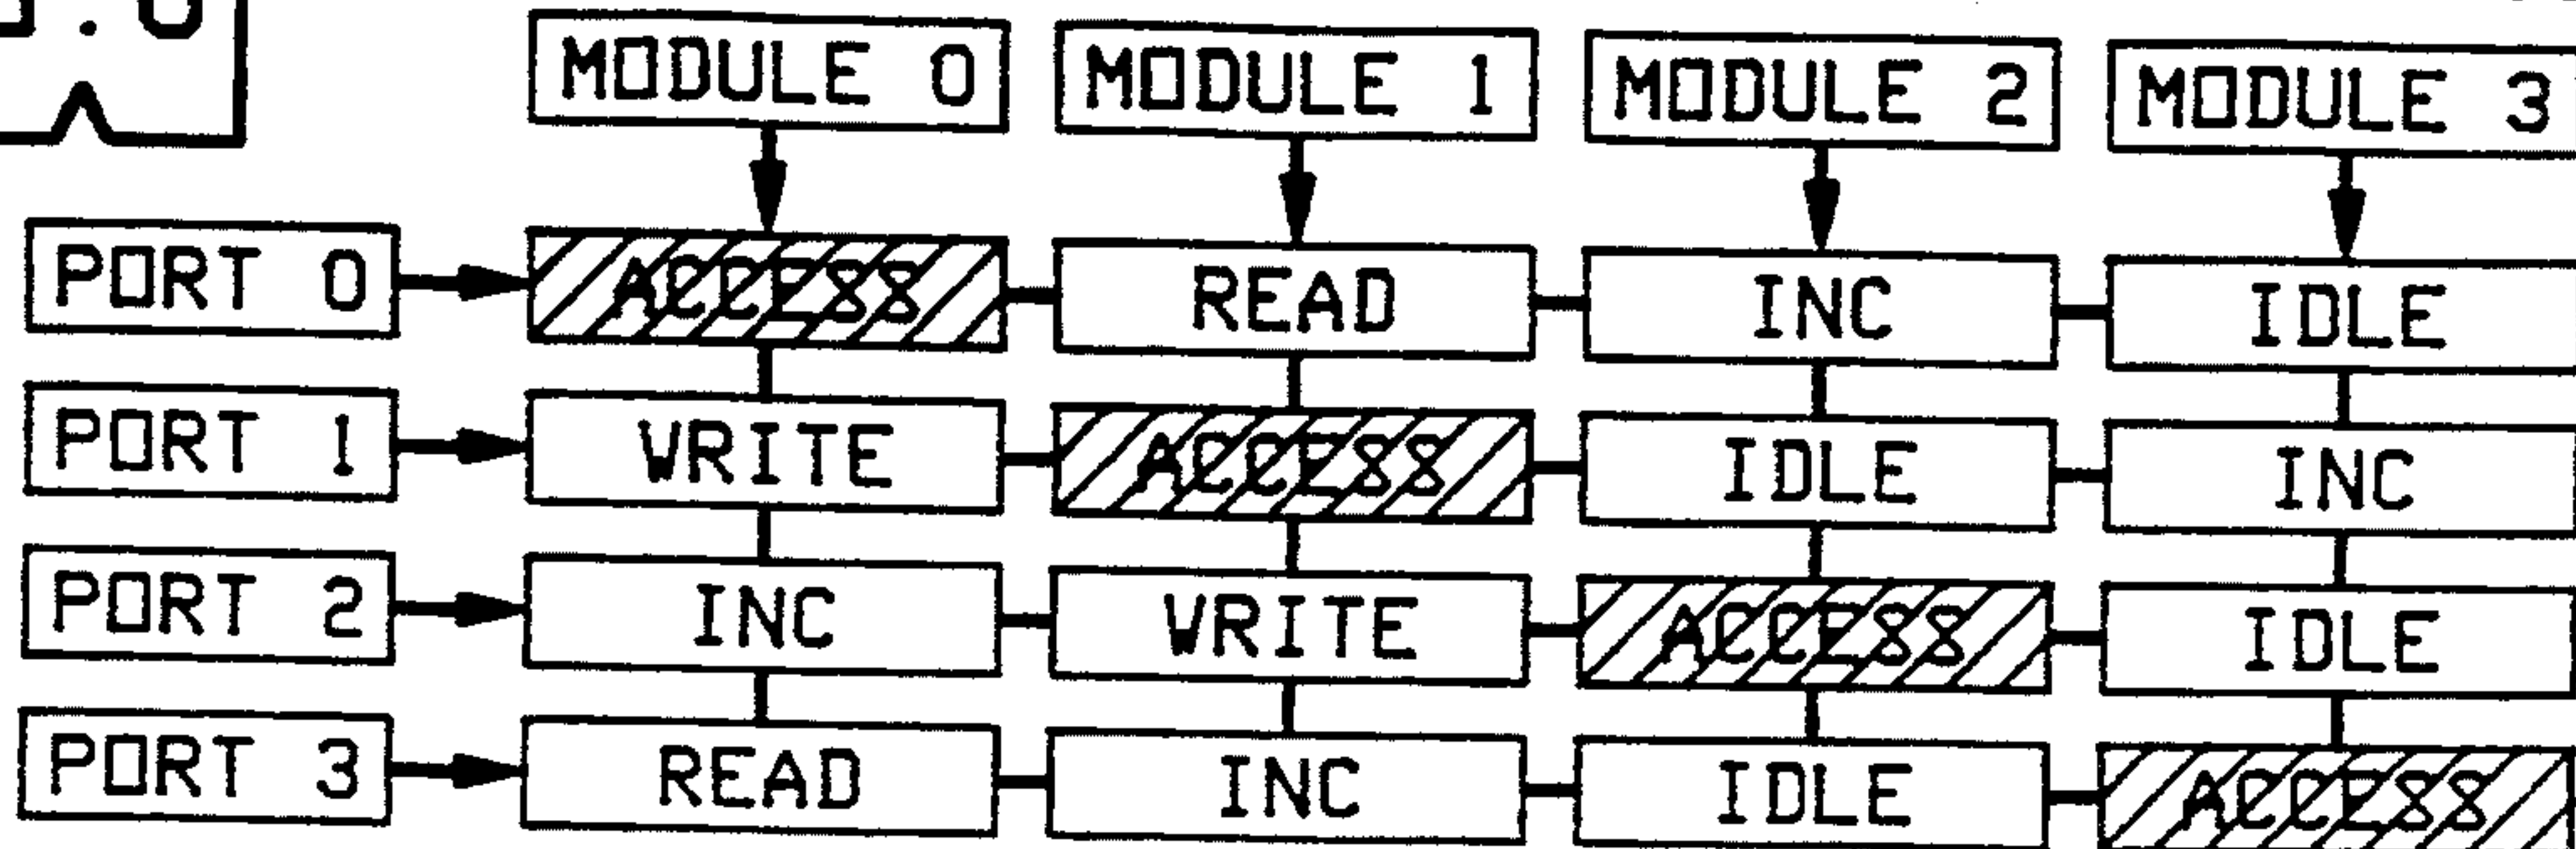 MODULE 0 MODULE 1 MODULE 2 MODULE 3
PORT 0 ACCESS READ INC IDLE
PORT 1 WRITE ACCESS IDLE INC
PORT 2 INC WRITE ACCESS IDLE
PORT 3 READ INC IDLE ACCESS